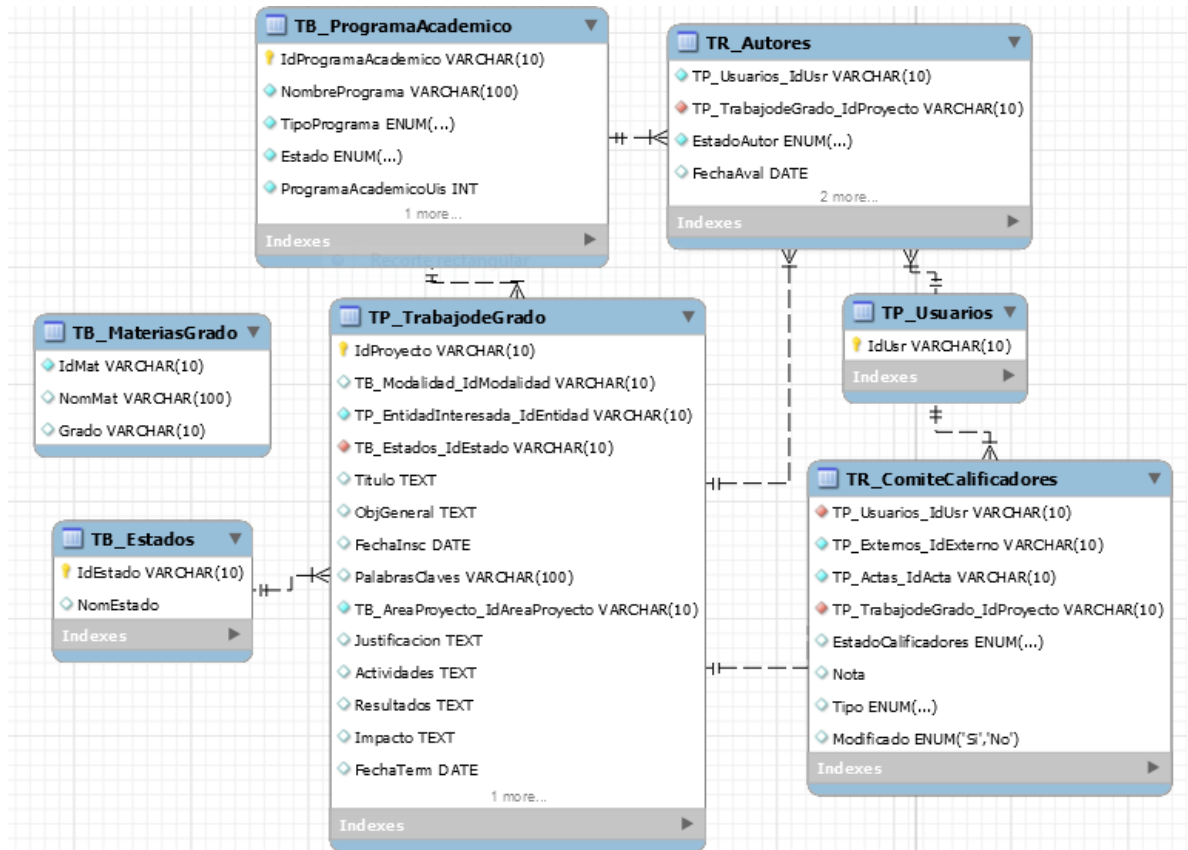 TB_ProgramaAcademico
IdProgramaAcademico VARCHAR(10)
NombrePrograma VARCHAR(100)
TipoPrograma ENUM(...)
Estado ENUM(...)
ProgramaAcademicoUis INT
1 more...
Indexes
Recorte rectangular
TR_Autores
TP_Usuarios_IdUsr VARCHAR(10)
TP_TrabajodeGrado_IdProyecto VARCHAR(10)
EstadoAutor ENUM(...)
FechaAval DATE
2 more...
Indexes
TB_MateriasGrado
IdMat VARCHAR(10)
NomMat VARCHAR(100)
Grado VARCHAR(10)
TP_TrabajodeGrado
IdProyecto VARCHAR(10)
TB_Modalidad_IdModalidad VARCHAR(10)
TP_EntidadInteresada_IdEntidad VARCHAR(10)
TB_Estados_IdEstado VARCHAR(10)
Titulo TEXT
ObjGeneral TEXT
FechaInsc DATE
PalabrasClaves VARCHAR(100)
TB_AreaProyecto_IdAreaProyecto VARCHAR(10)
Justificacion TEXT
Actividades TEXT
Resultados TEXT
Impacto TEXT
FechaTerm DATE
1 more...
Indexes
TP_Usuarios
IdUsr VARCHAR(10)
Indexes
TB_Estados
IdEstado VARCHAR(10)
NomEstado
Indexes
TR_ComiteCalificadores
TP_Usuarios_IdUsr VARCHAR(10)
TP_Externos_IdExterno VARCHAR(10)
TP_Actas_IdActa VARCHAR(10)
TP_TrabajodeGrado_IdProyecto VARCHAR(10)
EstadoCalificadores ENUM(...)
Nota
Tipo ENUM(...)
Modificado ENUM('Si','No')
Indexes